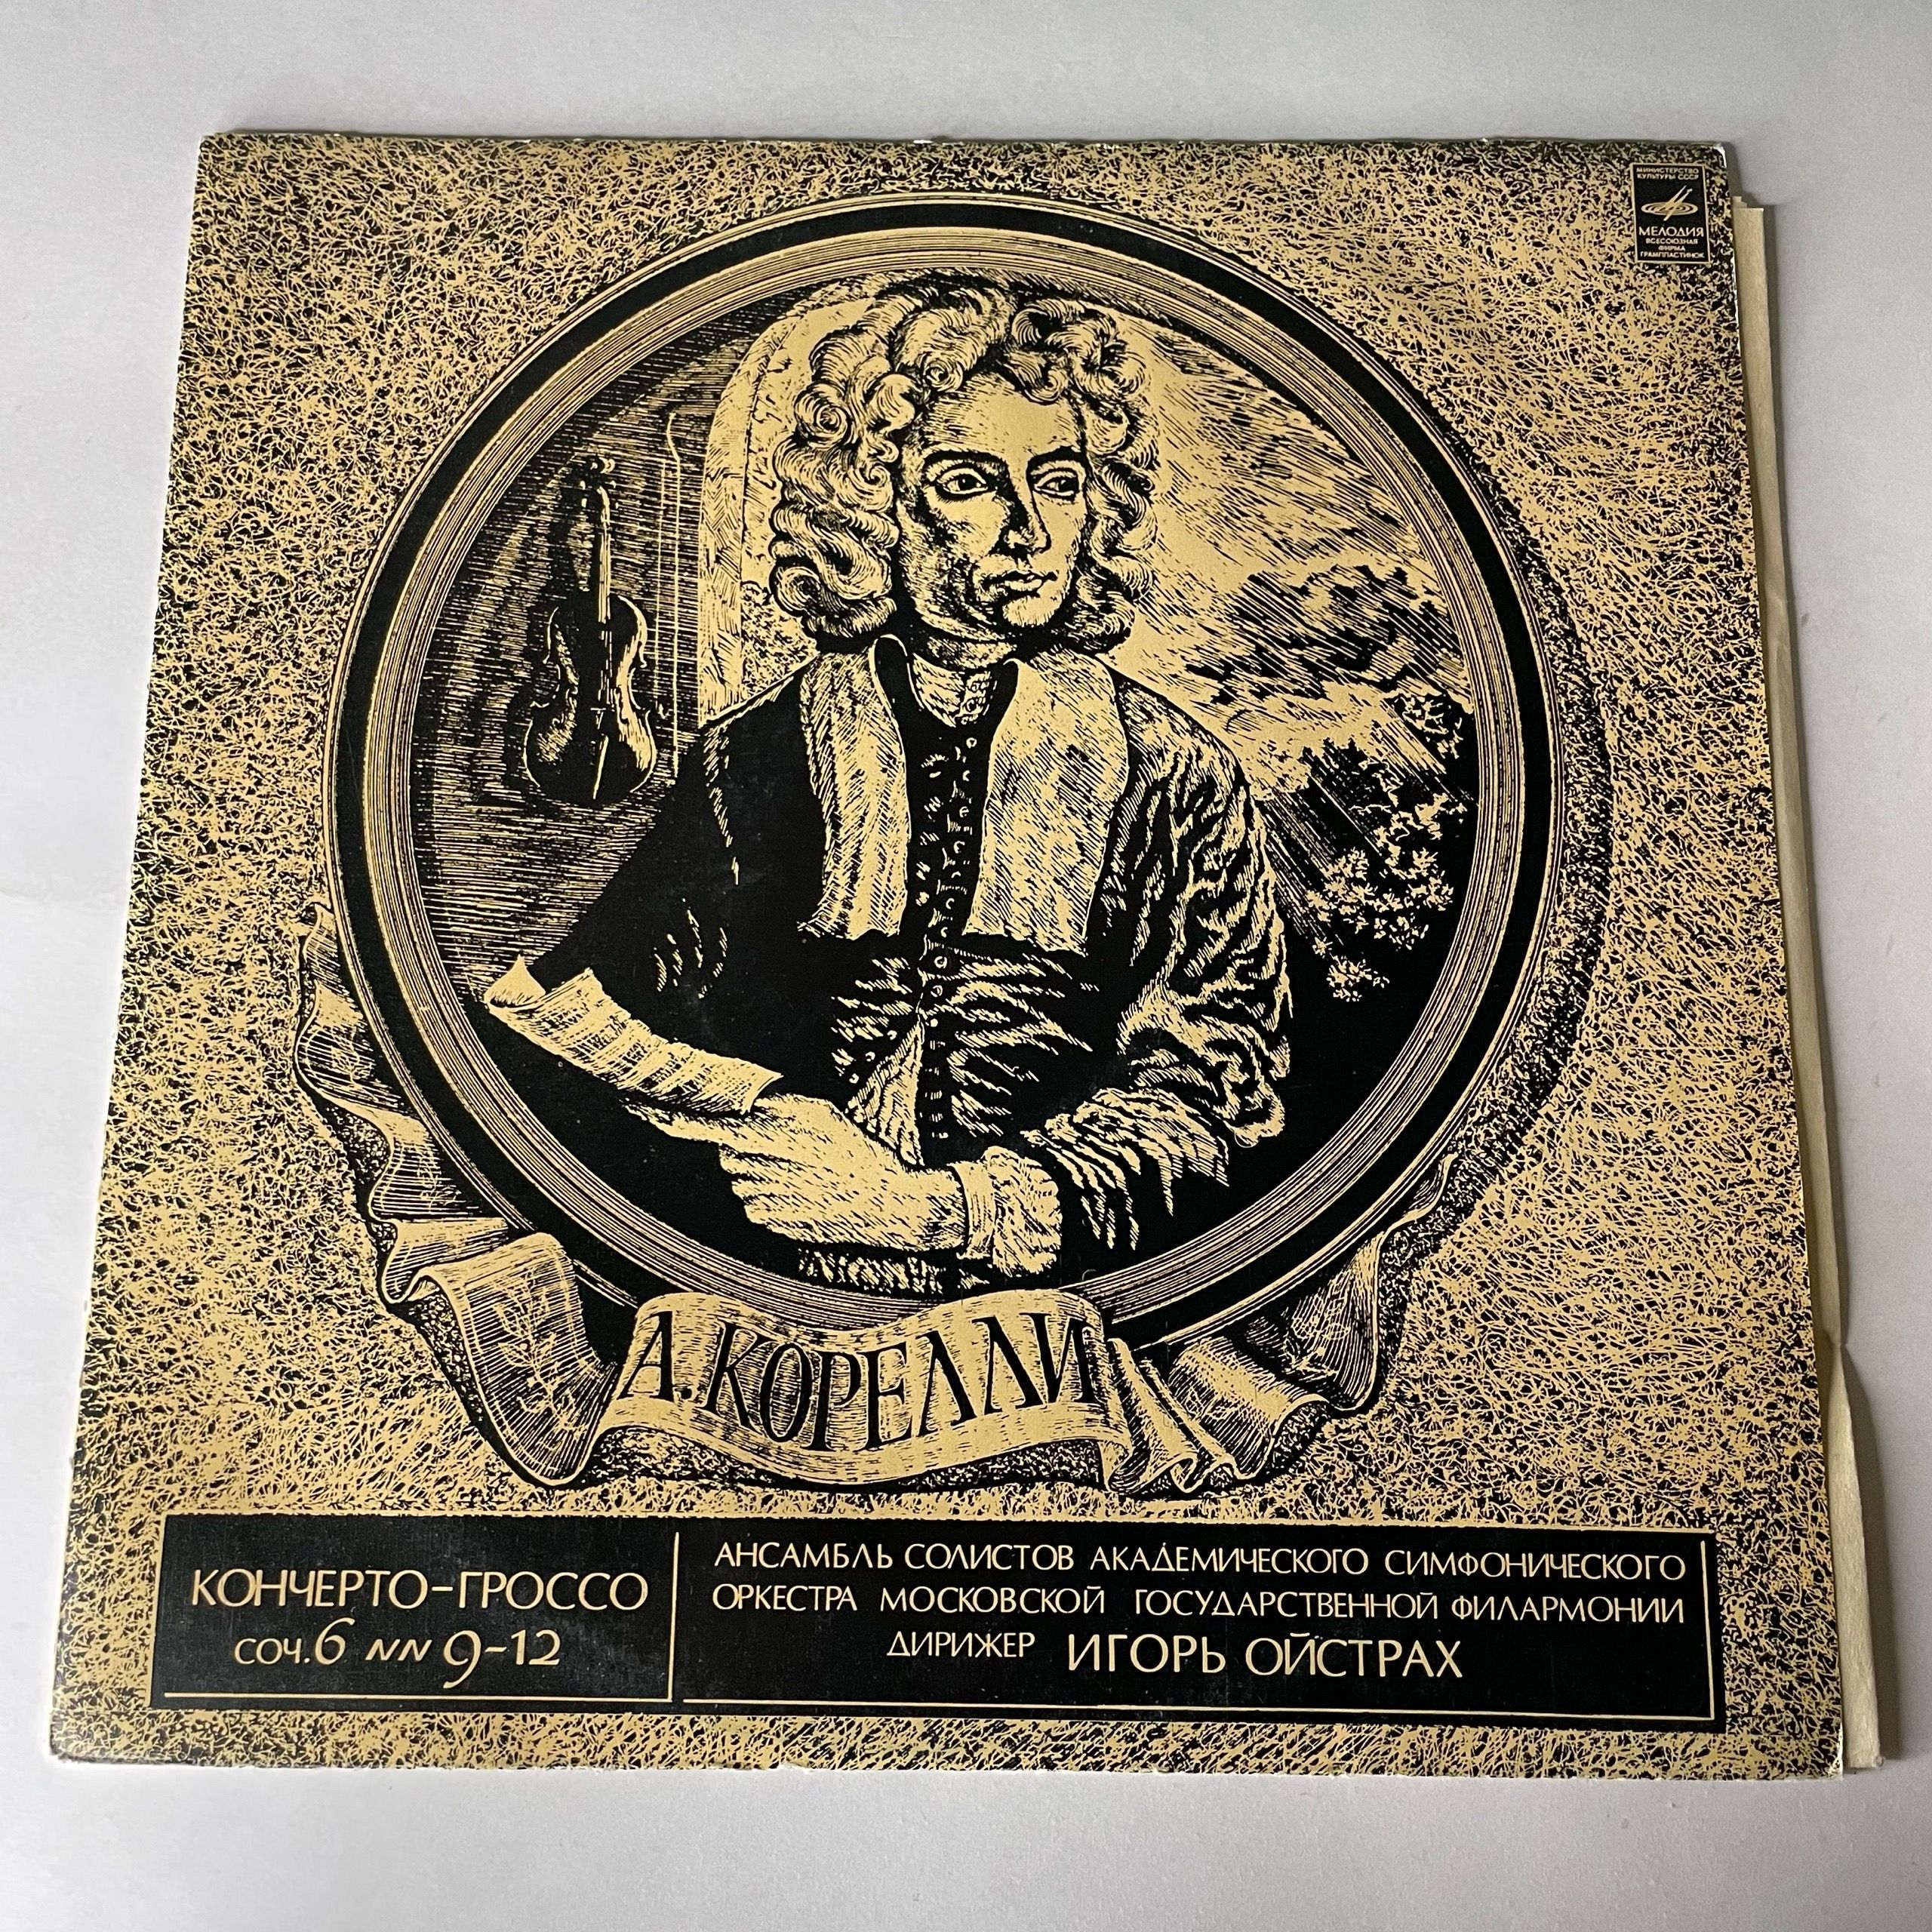 МИНИСТЕРСТВО
КУЛЬТУРЫ СССР
МЕЛОДИЯ
ВСЕСОЮЗНАЯ
ФИРМА
ГРАМПЛАСТИНОК
А. КОРЕЛЛИ
КОНЧЕРТО-ГРОССО
СОЧ. 6 NN 9-12
АНСАМБЛЬ СОЛИСТОВ АКАДЕМИЧЕСКОГО СИМФОНИЧЕСКОГО
ОРКЕСТРА МОСКОВСКОЙ ГОСУДАРСТВЕННОЙ ФИЛАРМОНИИ
ДИРИЖЕР ИГОРЬ ОЙСТРАХ